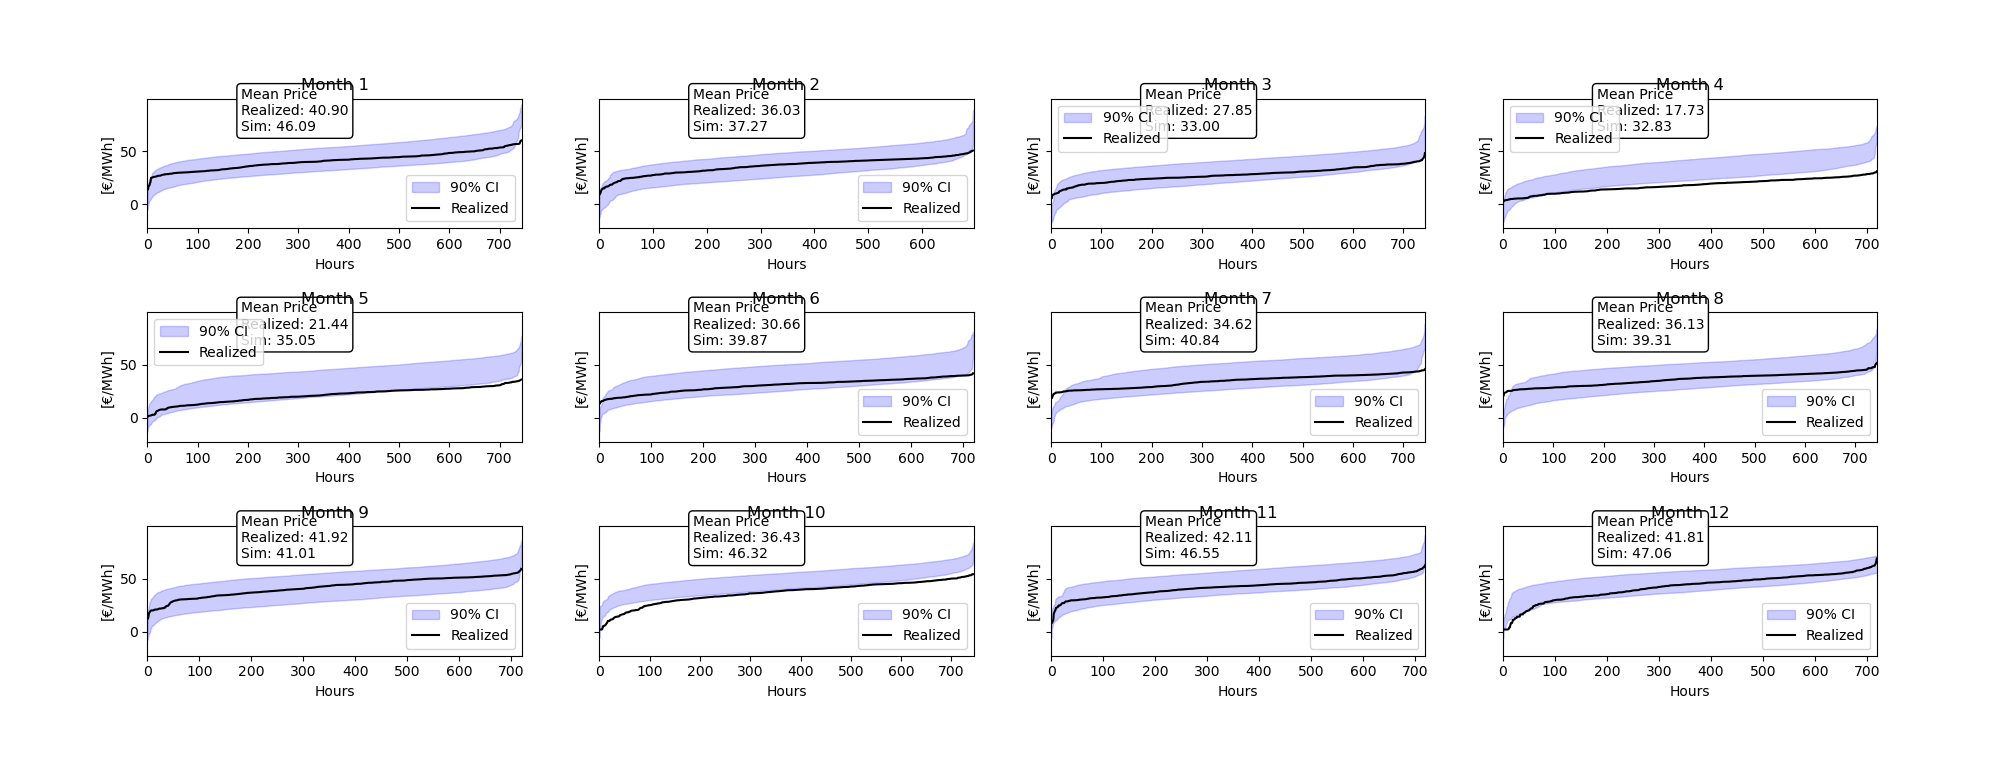 Month 1
Mean Price
Realized: 40.90
Sim: 46.09
[€/MWh]
50
0
90% CI
Realized
0 100 200 300 400 500 600 700
Hours
Month 2
Mean Price
Realized: 36.03
Sim: 37.27
[€/MWh]
90% CI
Realized
0 100 200 300 400 500 600
Hours
Month 3
Mean Price
Realized: 27.85
Sim: 33.00
[€/MWh]
90% CI
Realized
0 100 200 300 400 500 600 700
Hours
Month 4
Mean Price
Realized: 17.73
Sim: 32.83
[€/MWh]
90% CI
Realized
0 100 200 300 400 500 600 700
Hours
Month 5
Mean Price
Realized: 21.44
Sim: 35.05
[€/MWh]
50
0
90% CI
Realized
0 100 200 300 400 500 600 700
Hours
Month 6
Mean Price
Realized: 30.66
Sim: 39.87
[€/MWh]
90% CI
Realized
0 100 200 300 400 500 600 700
Hours
Month 7
Mean Price
Realized: 34.62
Sim: 40.84
[€/MWh]
90% CI
Realized
0 100 200 300 400 500 600 700
Hours
Month 8
Mean Price
Realized: 36.13
Sim: 39.31
[€/MWh]
90% CI
Realized
0 100 200 300 400 500 600 700
Hours
Month 9
Mean Price
Realized: 41.92
Sim: 41.01
[€/MWh]
50
0
90% CI
Realized
0 100 200 300 400 500 600 700
Hours
Month 10
Mean Price
Realized: 36.43
Sim: 46.32
[€/MWh]
90% CI
Realized
0 100 200 300 400 500 600 700
Hours
Month 11
Mean Price
Realized: 42.11
Sim: 46.55
[€/MWh]
90% CI
Realized
0 100 200 300 400 500 600 700
Hours
Month 12
Mean Price
Realized: 41.81
Sim: 47.06
[€/MWh]
90% CI
Realized
0 100 200 300 400 500 600 700
Hours